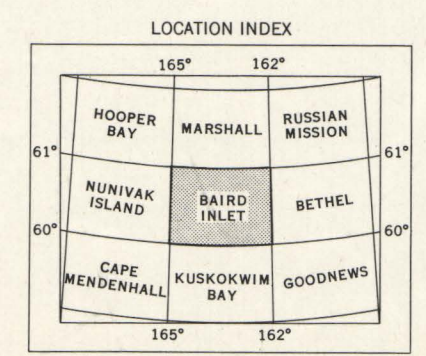 LOCATION INDEX
165° 162°
HOOPER
BAY
MARSHALL
RUSSIAN
MISSION
61° 61°
NUNIVAK
ISLAND
BAIRD
INLET
BETHEL
60° 60°
CAPE
MENDENHALL
KUSKOKWIM
BAY
GOODNEWS
165° 162°